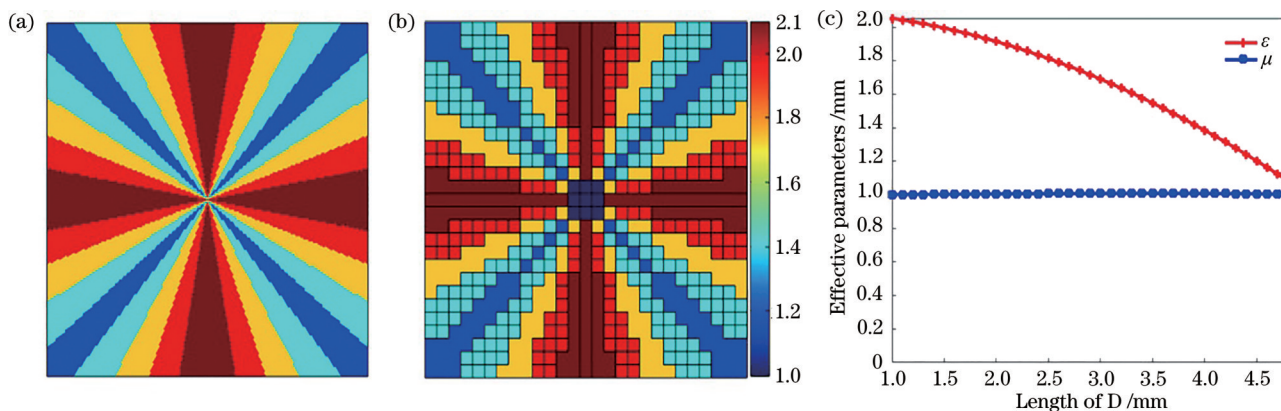 (a)
(b)
2.1
2.0
1.8
1.6
1.4
1.2
1.0
(c)
Effective parameters /mm
2.0
1.8
1.6
1.4
1.2
1.0
0.8
0.6
0.4
0.2
0
ε
μ
1.0 1.5 2.0 2.5 3.0 3.5 4.0 4.5
Length of D /mm